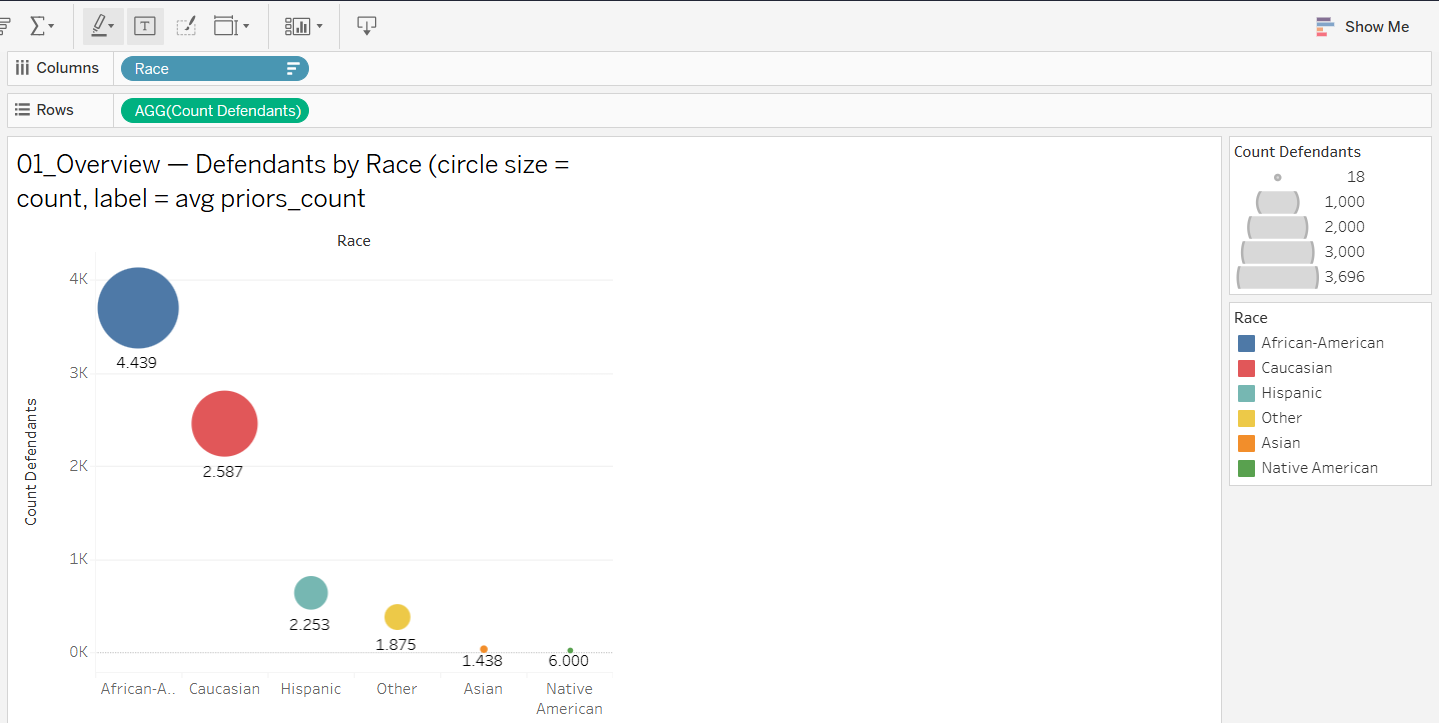 Show Me
Columns
Race
Rows
AGG(Count Defendants)
01_Overview — Defendants by Race (circle size =
count, label = avg priors_count
Race
Count Defendants
4K
3K
2K
1K
0K
4.439
2.587
2.253
1.875
1.438
6.000
African-A..
Caucasian
Hispanic
Other
Asian
Native
American
Count Defendants
18
1,000
2,000
3,000
3,696
Race
African-American
Caucasian
Hispanic
Other
Asian
Native American